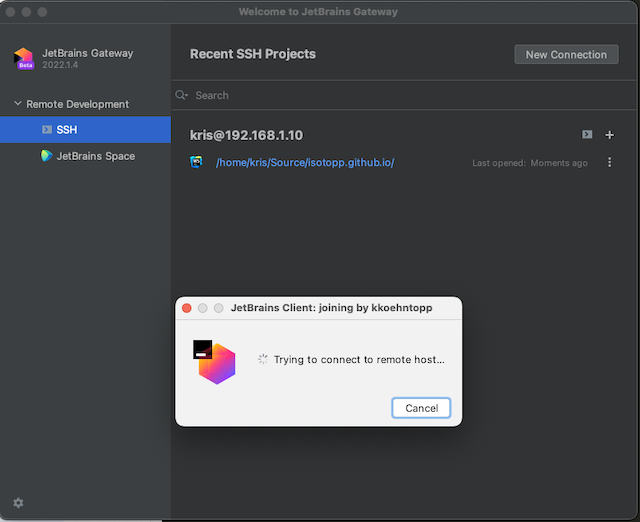 Welcome to JetBrains Gateway
JetBrains Gateway
2022.1.4
Beta
Remote Development
SSH
JetBrains Space
Recent SSH Projects
New Connection
Search
kris@192.168.1.10
/home/kris/Source/isotopp.github.io/
Last opened: Moments ago
JetBrains Client: joining by kkoehntopp
Trying to connect to remote host...
Cancel